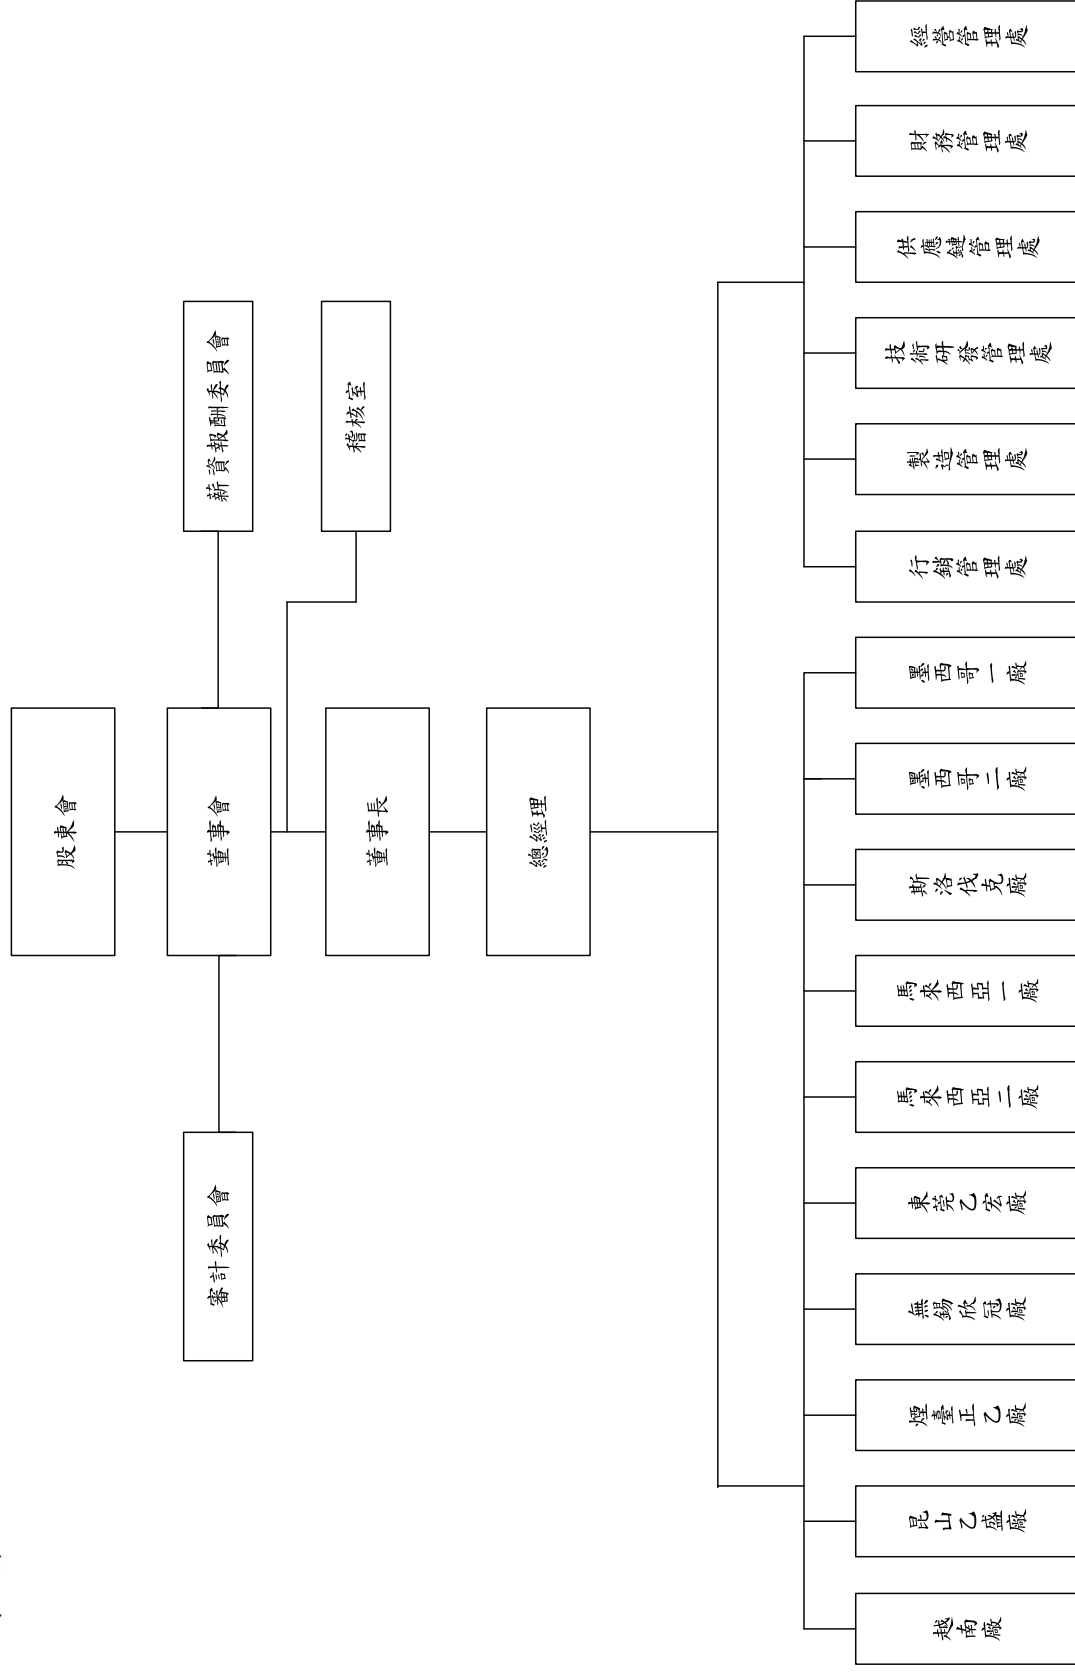 股東會
審計委員會
董事會
薪資報酬委員會
稽核室
董事長
總經理
越南廠
昆山乙盛廠
煙臺正乙廠
無錫欣冠廠
東莞乙宏廠
馬來西亞二廠
馬來西亞一廠
斯洛伐克廠
墨西哥二廠
墨西哥一廠
行銷管理處
製造管理處
技術研發管理處
供應鏈管理處
財務管理處
經營管理處